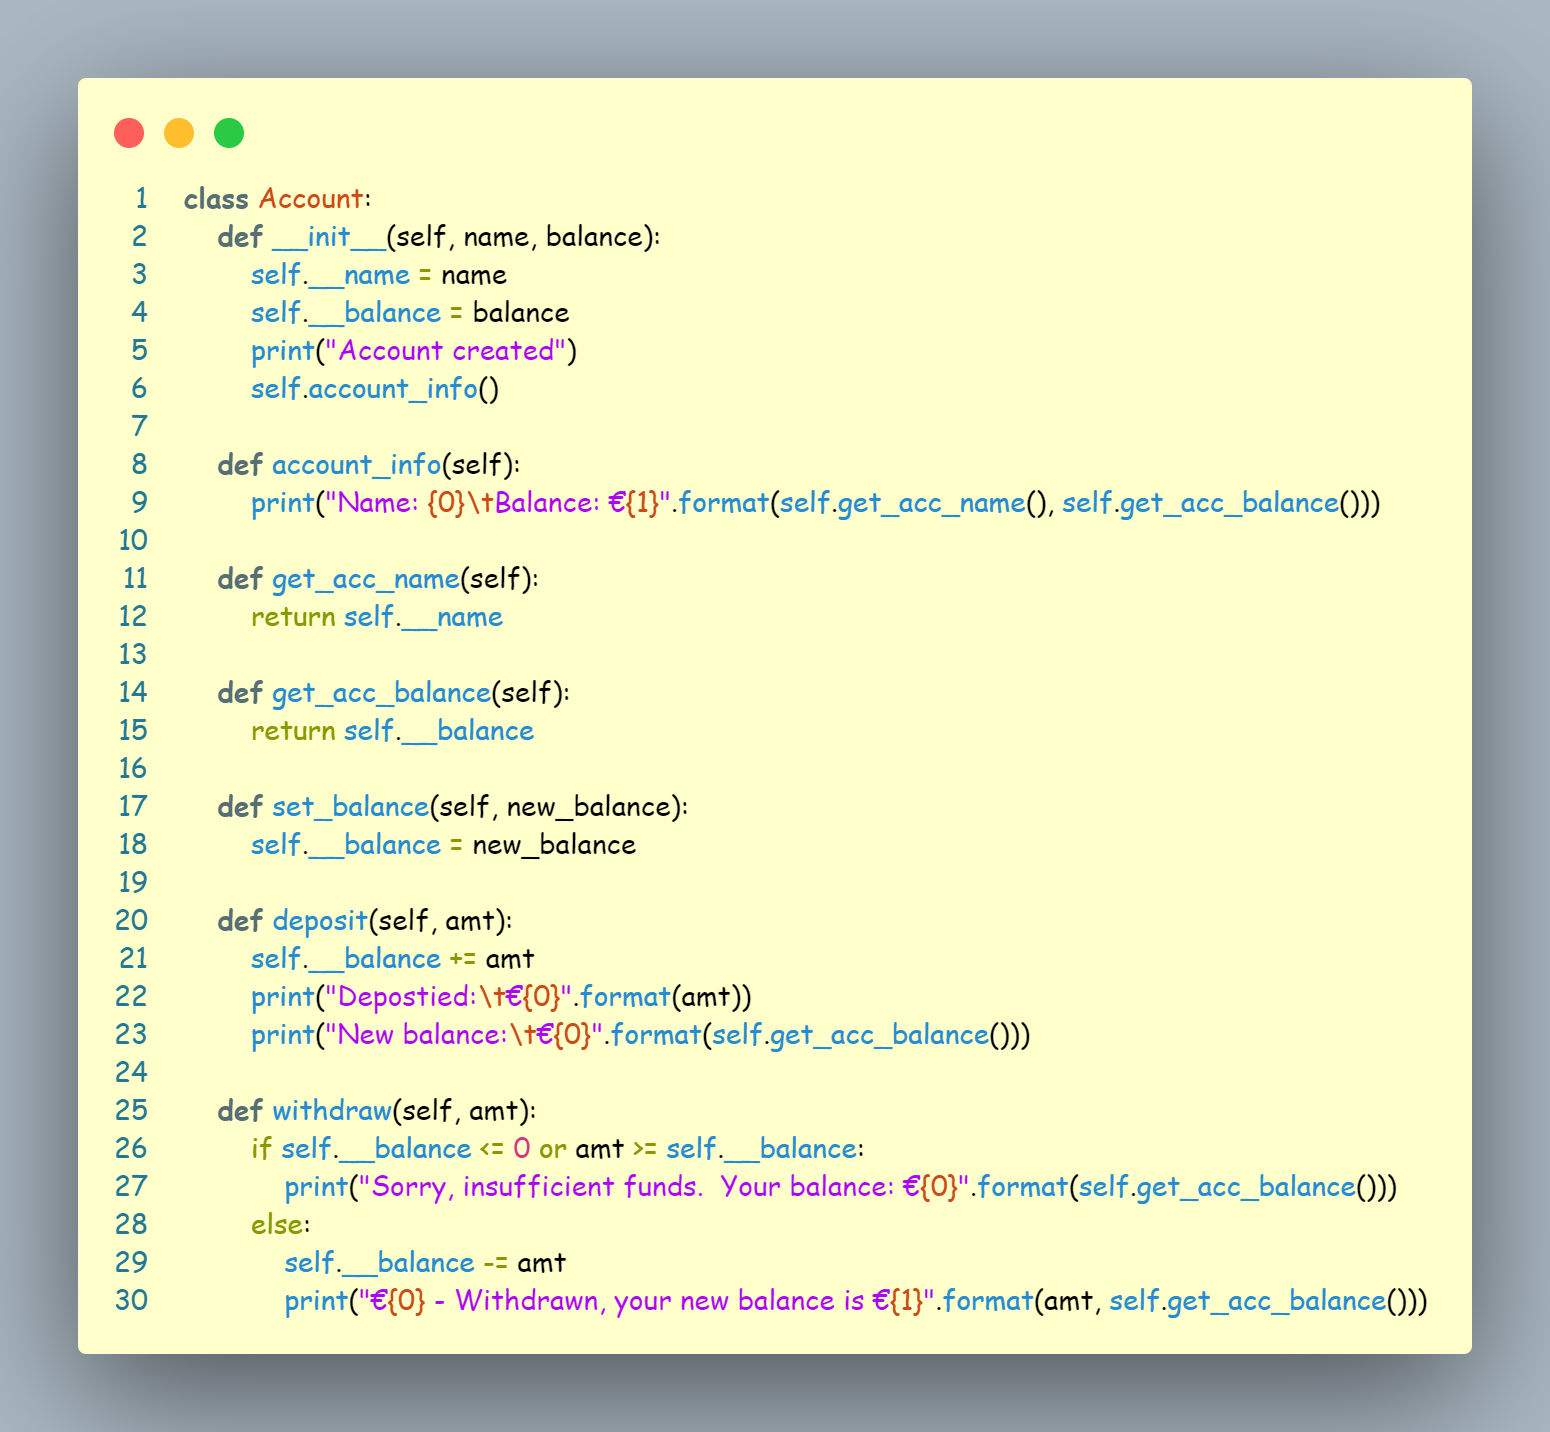 1 class Account:
2     def __init__(self, name, balance):
3         self.__name = name
4         self.__balance = balance
5         print("Account created")
6         self.account_info()
7
8     def account_info(self):
9         print("Name: {0}\tBalance: €{1}".format(self.get_acc_name(), self.get_acc_balance()))
10
11     def get_acc_name(self):
12         return self.__name
13
14     def get_acc_balance(self):
15         return self.__balance
16
17     def set_balance(self, new_balance):
18         self.__balance = new_balance
19
20     def deposit(self, amt):
21         self.__balance += amt
22         print("Depostied:\t€{0}".format(amt))
23         print("New balance:\t€{0}".format(self.get_acc_balance()))
24
25     def withdraw(self, amt):
26         if self.__balance <= 0 or amt >= self.__balance:
27             print("Sorry, insufficient funds.  Your balance: €{0}".format(self.get_acc_balance()))
28         else:
29             self.__balance -= amt
30             print("€{0} - Withdrawn, your new balance is €{1}".format(amt, self.get_acc_balance()))